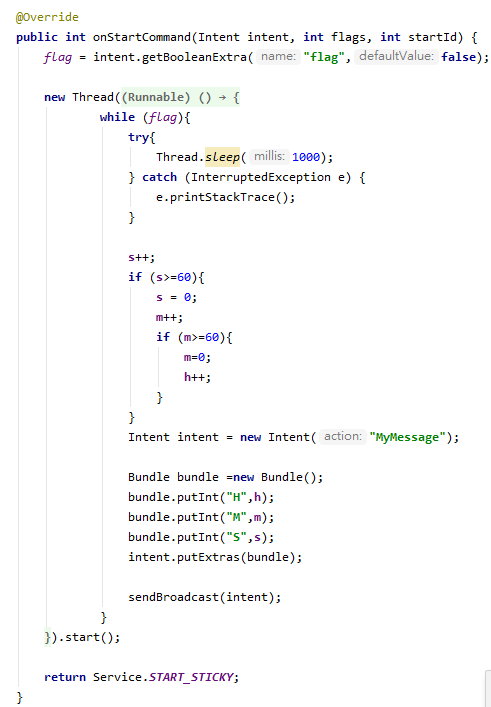 @Override
public int onStartCommand(Intent intent, int flags, int startId) {
flag = intent.getBooleanExtra( name: "flag", defaultValue: false);
new Thread((Runnable) () → {
while (flag){
try{
Thread.sleep( millis: 1000);
} catch (InterruptedException e) {
e.printStackTrace();
}
s++;
if (s>=60){
s = 0;
m++;
if (m>=60){
m=0;
h++;
}
}
Intent intent = new Intent( action: "MyMessage");
Bundle bundle =new Bundle();
bundle.putInt("H",h);
bundle.putInt("M",m);
bundle.putInt("S",s);
intent.putExtras(bundle);
sendBroadcast(intent);
}
}).start();
return Service.START_STICKY;
}